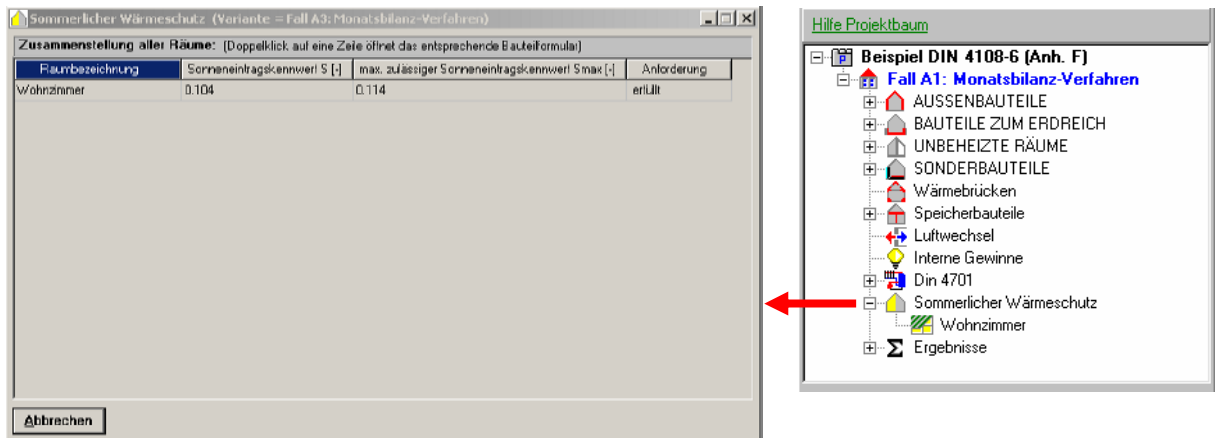 Sommerlicher Wärmeschutz (Variante = Fall A3: Monatsbilanz-Verfahren)
Zusammenstellung aller Räume: (Doppelklick auf eine Zeile öffnet das entsprechende Bauteilformular)
Raumbezeichnung Sonneneintragskennwert S [-] max. zulässiger Sonneneintragskennwert Smax [-] Anforderung
Wohnzimmer 0.104 0.114 erfüllt
Abbrechen
Hilfe Projektbaum
Beispiel DIN 4108-6 (Anh. F)
Fall A1: Monatsbilanz-Verfahren
AUSSENBAUTEILE
BAUTEILE ZUM ERDREICH
UNBEHEIZTE RÄUME
SONDERBAUTEILE
Wärmebrücken
Speicherbauteile
Luftwechsel
Interne Gewinne
Din 4701
Sommerlicher Wärmeschutz
Wohnzimmer
Ergebnisse